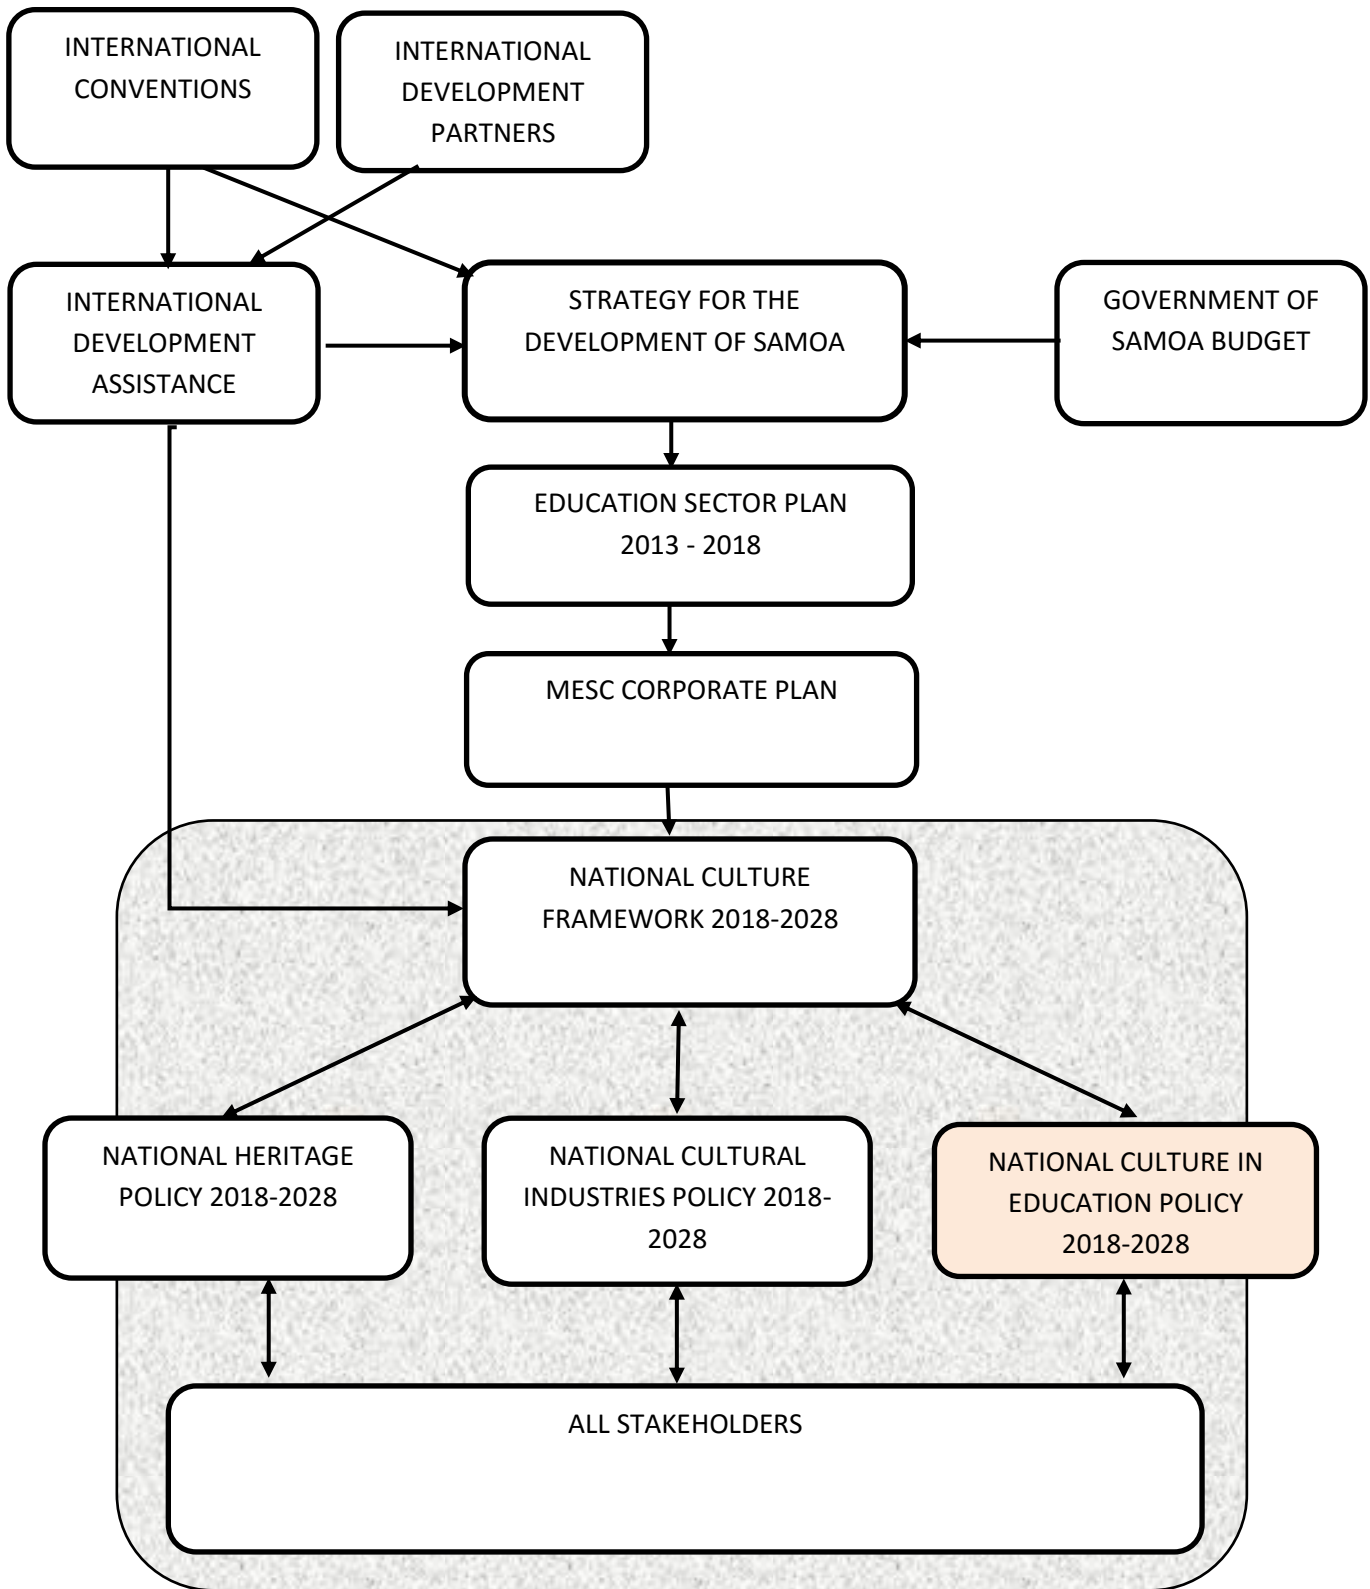 INTERNATIONAL
CONVENTIONS
INTERNATIONAL
DEVELOPMENT
PARTNERS
INTERNATIONAL
DEVELOPMENT
ASSISTANCE
STRATEGY FOR THE
DEVELOPMENT OF SAMOA
GOVERNMENT OF
SAMOA BUDGET
EDUCATION SECTOR PLAN
2013 - 2018
MESC CORPORATE PLAN
NATIONAL CULTURE
FRAMEWORK 2018-2028
NATIONAL HERITAGE
POLICY 2018-2028
NATIONAL CULTURAL
INDUSTRIES POLICY 2018-
2028
NATIONAL CULTURE IN
EDUCATION POLICY
2018-2028
ALL STAKEHOLDERS